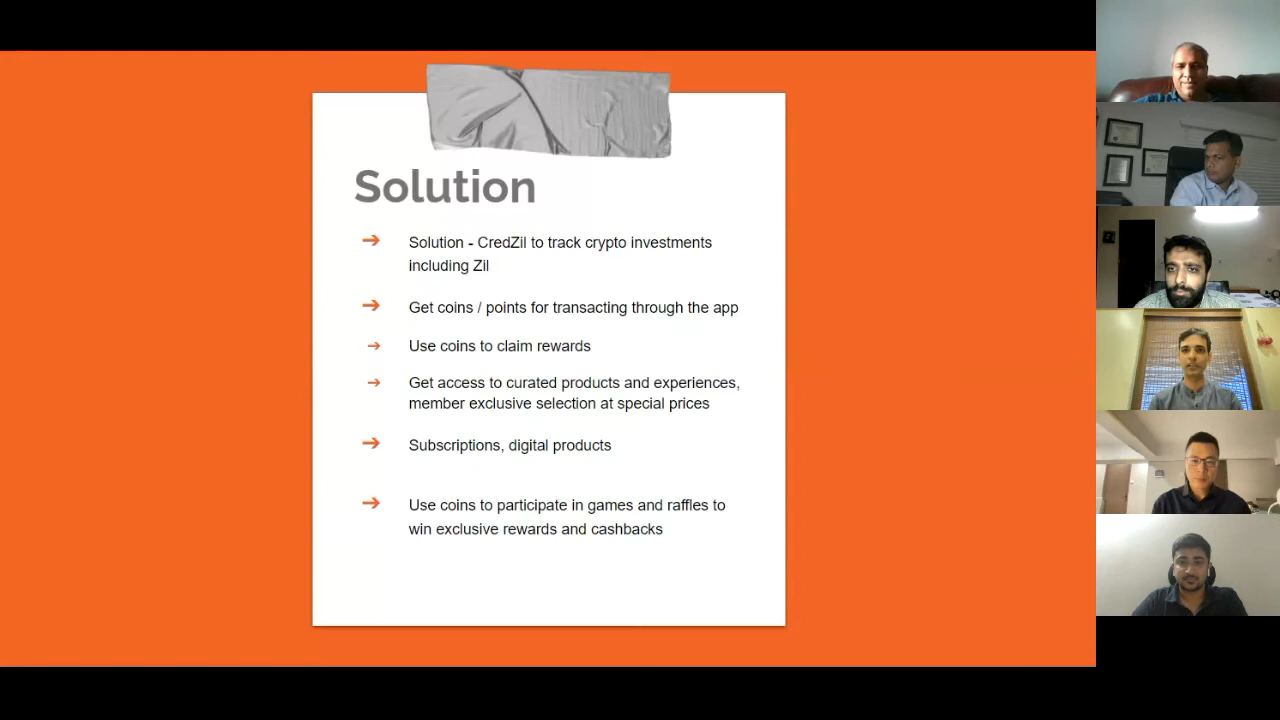 Solution
Solution - CredZil to track crypto investments
including Zil
Get coins / points for transacting through the app
Use coins to claim rewards
Get access to curated products and experiences,
member exclusive selection at special prices
Subscriptions, digital products
Use coins to participate in games and raffles to
win exclusive rewards and cashbacks